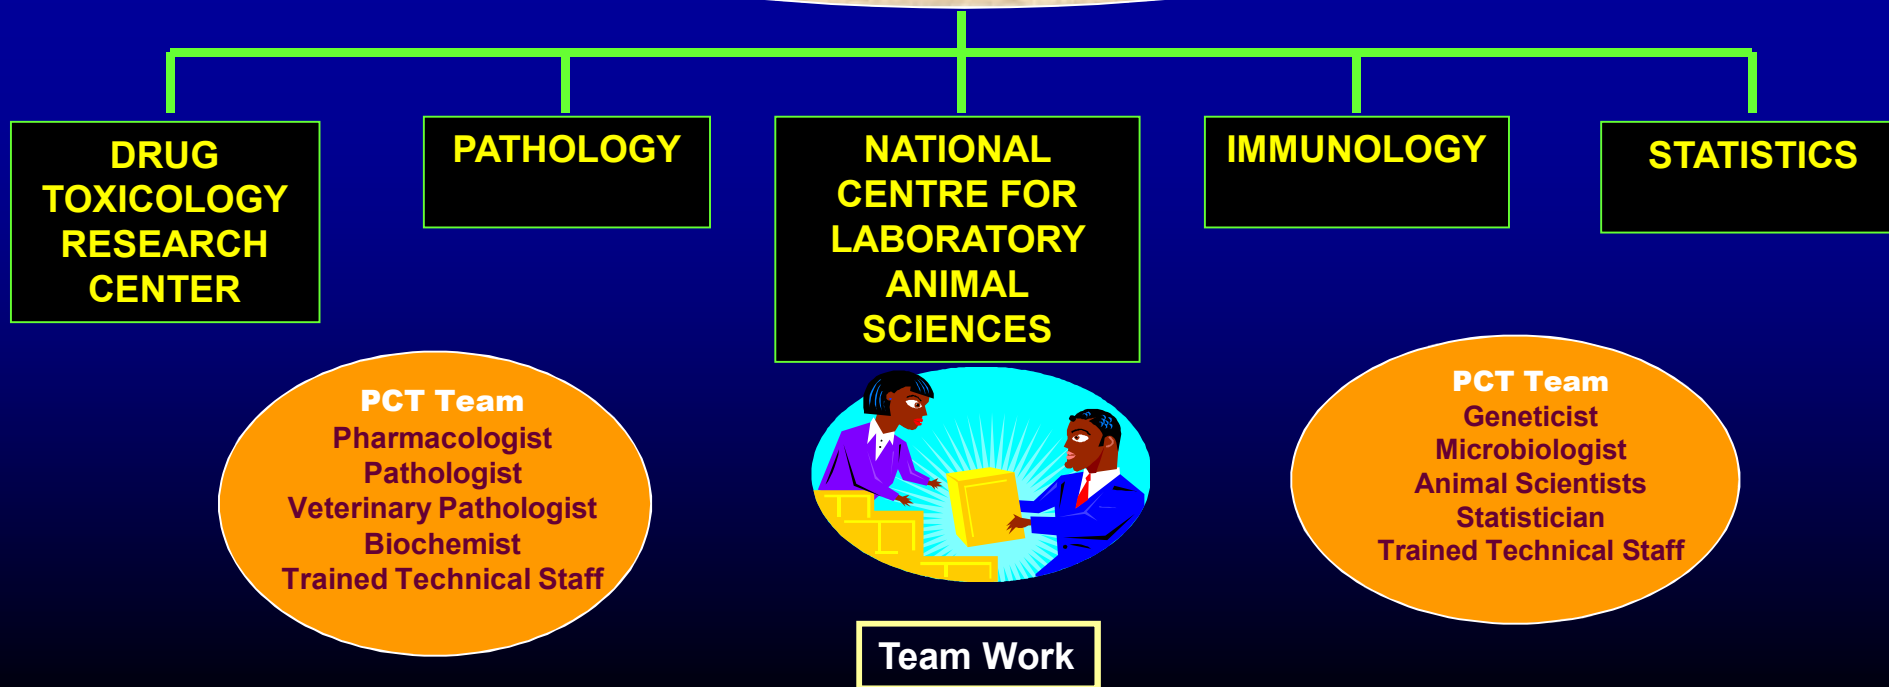 DRUG
TOXICOLOGY
RESEARCH
CENTER
PATHOLOGY
NATIONAL
CENTRE FOR
LABORATORY
ANIMAL
SCIENCES
IMMUNOLOGY
STATISTICS
PCT Team
Pharmacologist
Pathologist
Veterinary Pathologist
Biochemist
Trained Technical Staff
PCT Team
Geneticist
Microbiologist
Animal Scientists
Statistician
Trained Technical Staff
Team Work